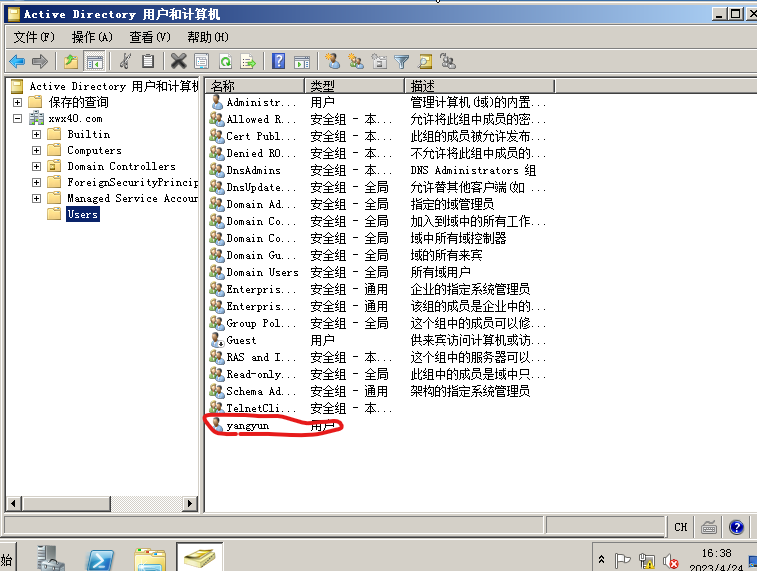 Active Directory 用户和计算机
文件(F) 操作(A) 查看(V) 帮助(H)
Active Directory 用户和计算机
保存的查询
xwx40.com
Builtin
Computers
Domain Controllers
ForeignSecurityPrincip
Managed Service Accour
Users
名称 类型 描述
Administr... 用户 管理计算机(域)的内置...
Allowed R... 安全组 - 本... 允许将此组中成员的密...
Cert Publ... 安全组 - 本... 此组的成员被允许发布...
Denied RO... 安全组 - 本... 不允许将此组中成员的...
DnsAdmins 安全组 - 本... DNS Administrators 组
DnsUpdate... 安全组 - 全局 允许替其他客户端(如 ...
Domain Ad... 安全组 - 全局 指定的域管理员
Domain Co... 安全组 - 全局 加入到域中的所有工作...
Domain Co... 安全组 - 全局 域中所有域控制器
Domain Gu... 安全组 - 全局 域的所有来宾
Domain Users 安全组 - 全局 所有域用户
Enterpris... 安全组 - 通用 企业的指定系统管理员
Enterpris... 安全组 - 通用 该组的成员是企业中的...
Group Pol... 安全组 - 全局 这个组中的成员可以修...
Guest 用户 供来宾访问计算机或访...
RAS and I... 安全组 - 本... 这个组中的服务器可以...
Read-only... 安全组 - 全局 此组中的成员是域中只...
Schema Ad... 安全组 - 通用 架构的指定系统管理员
TelnetCli... 安全组 - 本...
yangyun 用户
CH
始
16:38
2023/4/24